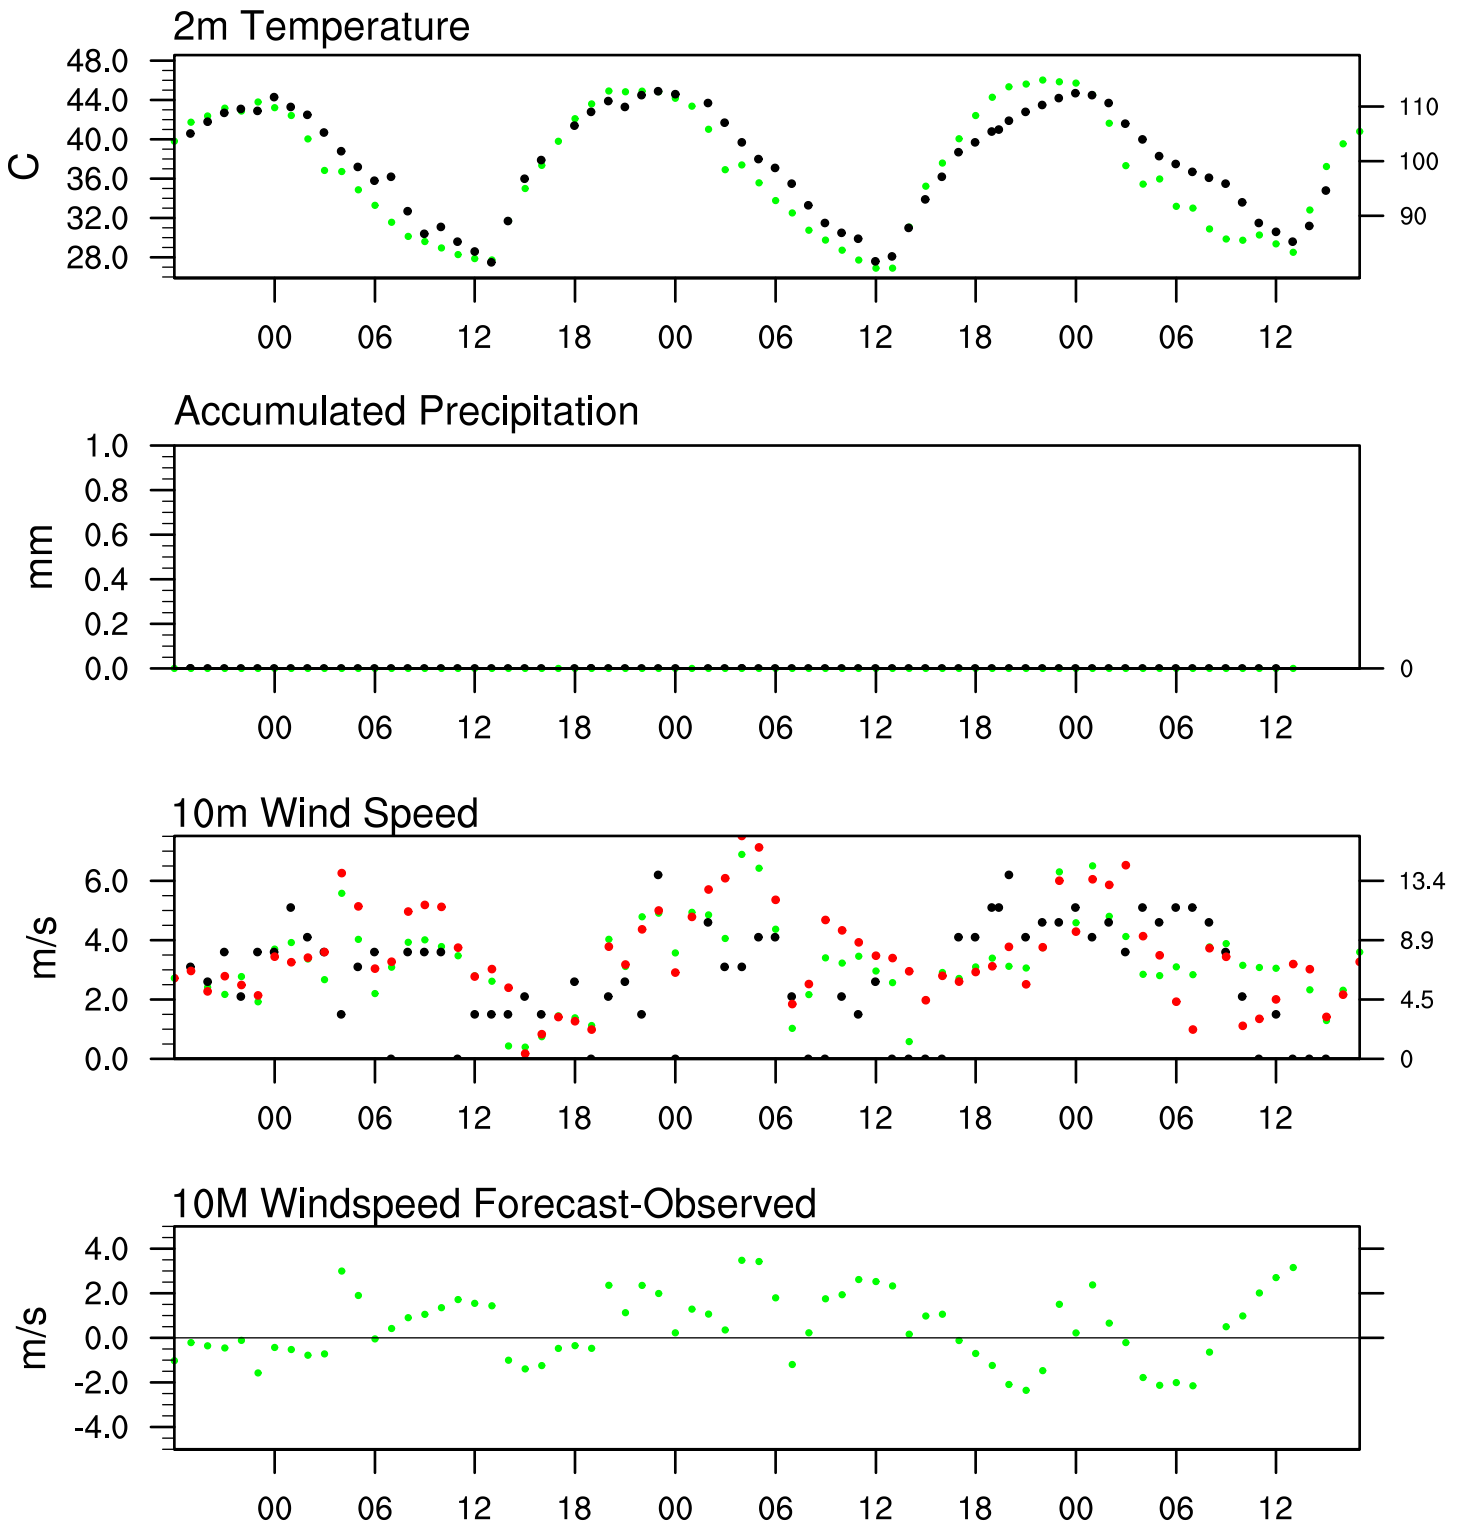 2m Temperature
48.0
44.0
40.0
36.0
32.0
28.0
C
110
100
90
00 06 12 18 00 06 12 18 00 06 12
Accumulated Precipitation
1.0
0.8
0.6
0.4
0.2
0.0
mm
0
00 06 12 18 00 06 12 18 00 06 12
10m Wind Speed
6.0
4.0
2.0
0.0
m/s
13.4
8.9
4.5
0
00 06 12 18 00 06 12 18 00 06 12
10M Windspeed Forecast-Observed
4.0
2.0
0.0
-2.0
-4.0
m/s
00 06 12 18 00 06 12 18 00 06 12